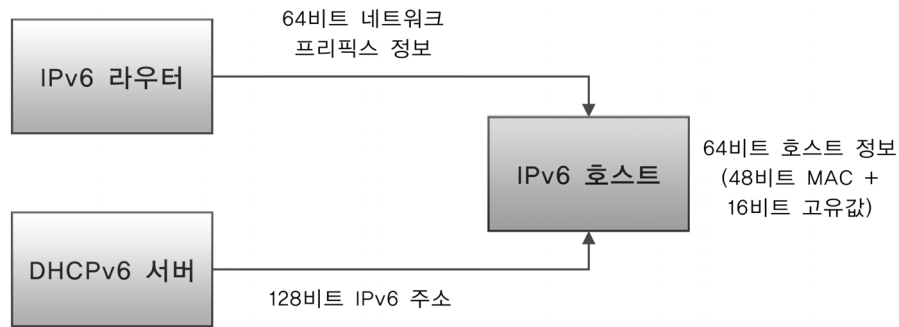 64비트 네트워크
프리픽스 정보
IPv6 라우터
IPv6 호스트
64비트 호스트 정보
(48비트 MAC +
16비트 고유값)
DHCPv6 서버
128비트 IPv6 주소